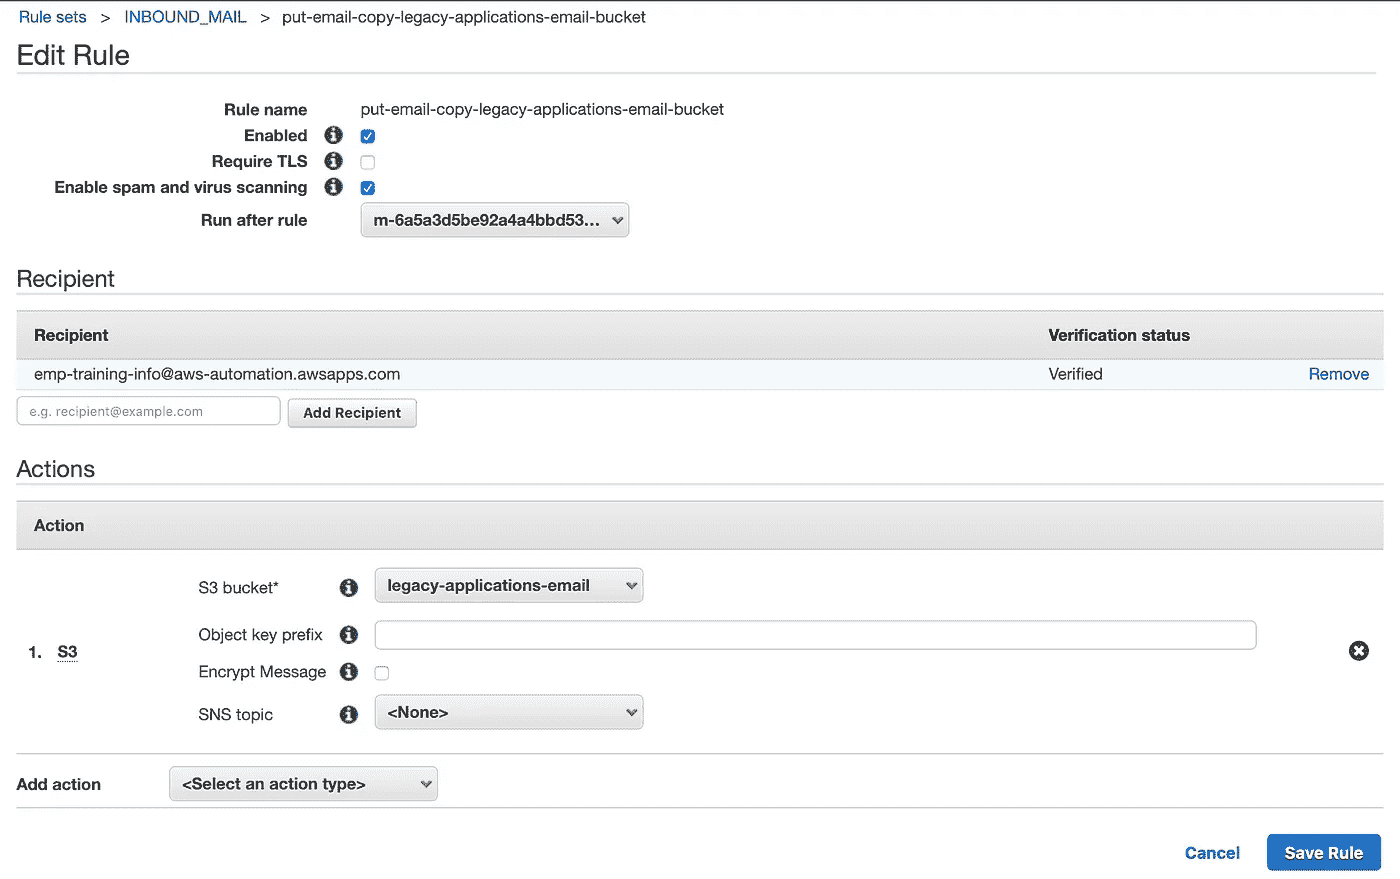 Rule sets > INBOUND_MAIL > put-email-copy-legacy-applications-email-bucket
Edit Rule
Rule name put-email-copy-legacy-applications-email-bucket
Enabled
Require TLS
Enable spam and virus scanning
Run after rule m-6a5a3d5be92a4a4bbd53...
Recipient
Recipient Verification status
emp-training-info@aws-automation.awsapps.com Verified Remove
e.g. recipient@example.com Add Recipient
Actions
Action
S3 bucket* legacy-applications-email
Object key prefix
1. S3
Encrypt Message
SNS topic <None>
Add action <Select an action type>
Cancel Save Rule